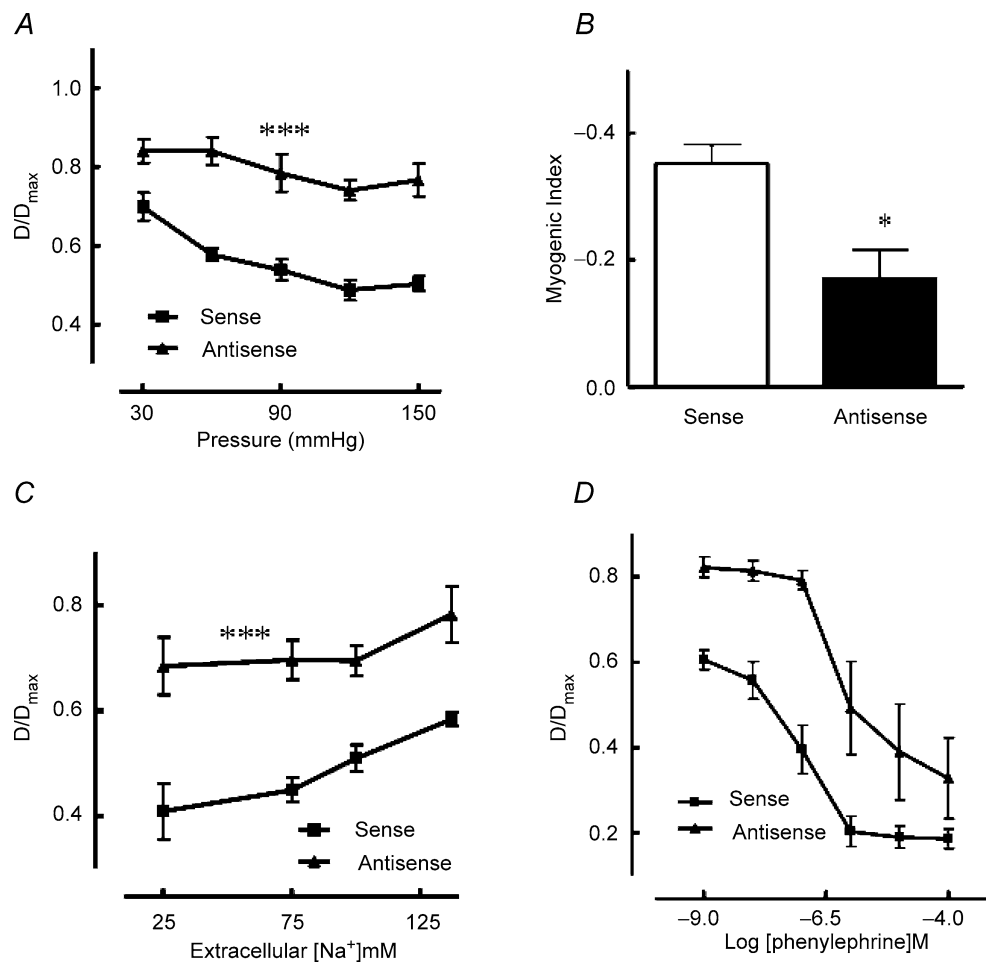 A
1.0
0.8
0.6
0.4
D/Dmax
***
Sense
Antisense
30 90 150
Pressure (mmHg)
B
−0.4
−0.2
0.0
Myogenic Index
*
Sense Antisense
C
0.8
0.6
0.4
D/Dmax
***
Sense
Antisense
25 75 125
Extracellular [Na+]mM
D
0.8
0.6
0.4
0.2
D/Dmax
Sense
Antisense
−9.0 −6.5 −4.0
Log [phenylephrine]M